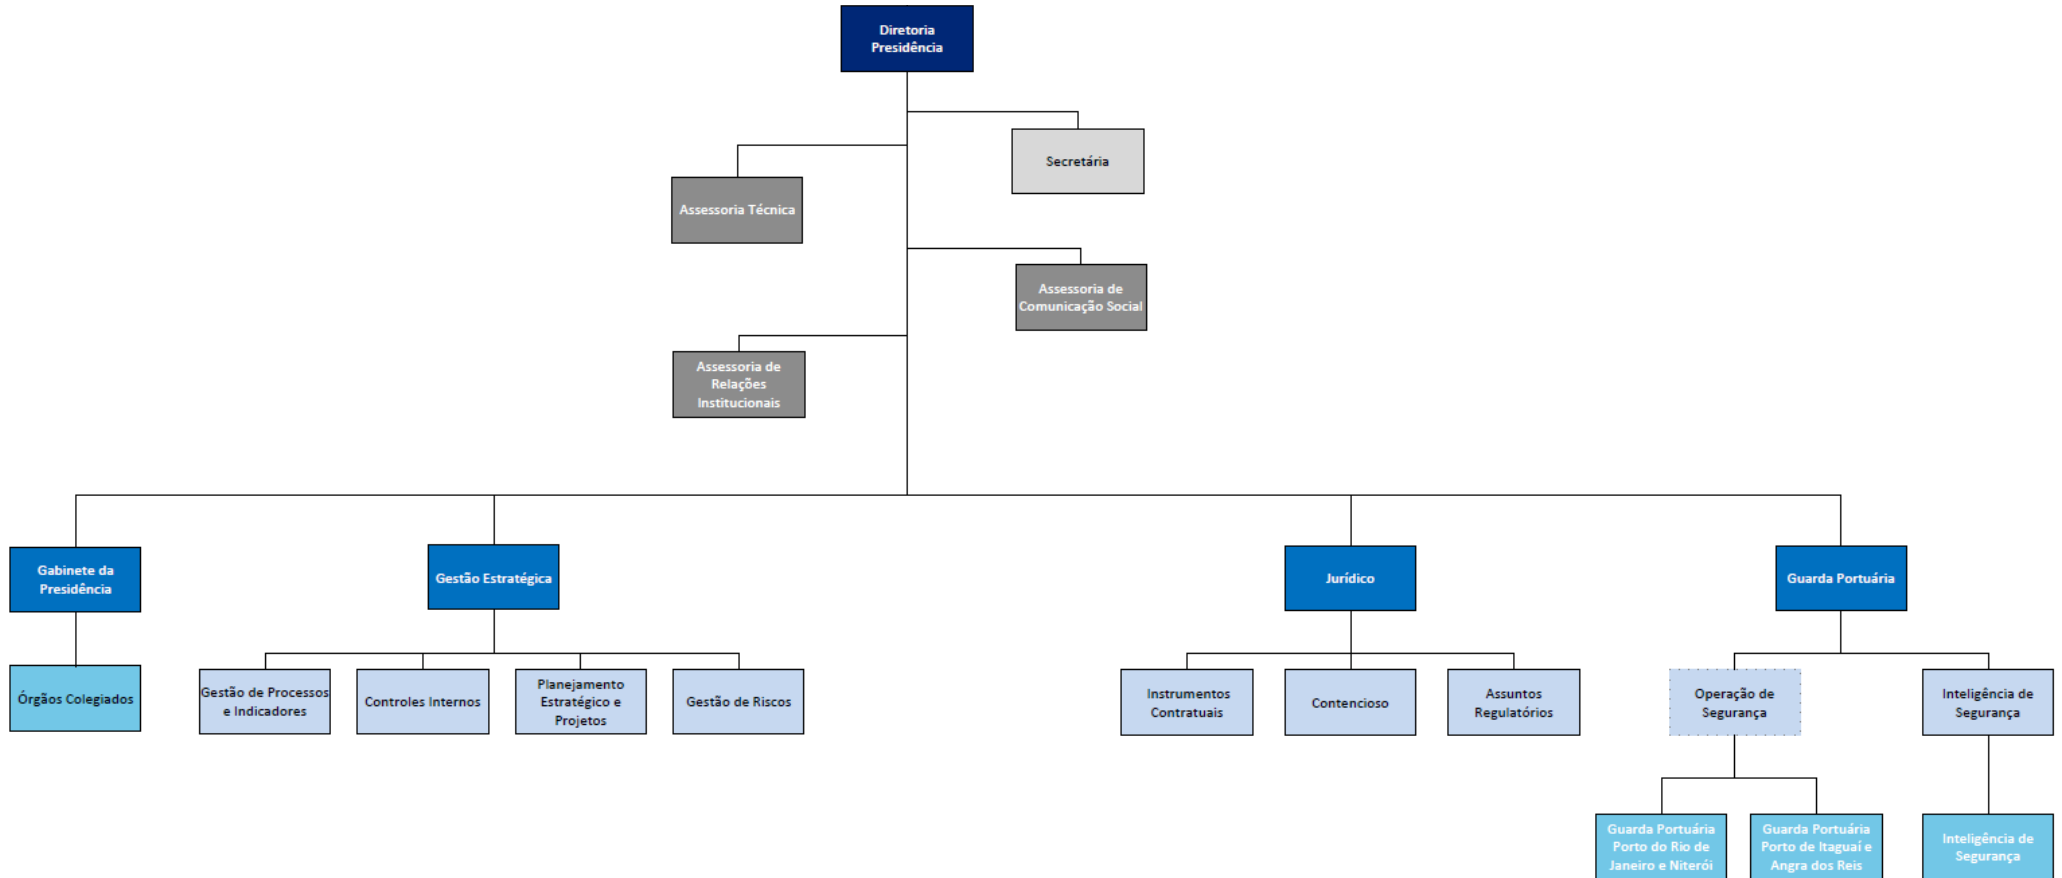 Diretoria
Presidência
Secretária
Assessoria Técnica
Assessoria de
Comunicação Social
Assessoria de
Relações
Institucionais
Gabinete da
Presidência
Gestão Estratégica
Jurídico
Guarda Portuária
Órgãos Colegiados
Gestão de Processos
e Indicadores
Controles Internos
Planejamento
Estratégico e
Projetos
Gestão de Riscos
Instrumentos
Contratuais
Contencioso
Assuntos
Regulatórios
Operação de
Segurança
Inteligência de
Segurança
Guarda Portuária
Porto do Rio de
Janeiro e Niterói
Guarda Portuária
Porto de Itaguaí e
Angra dos Reis
Inteligência de
Segurança